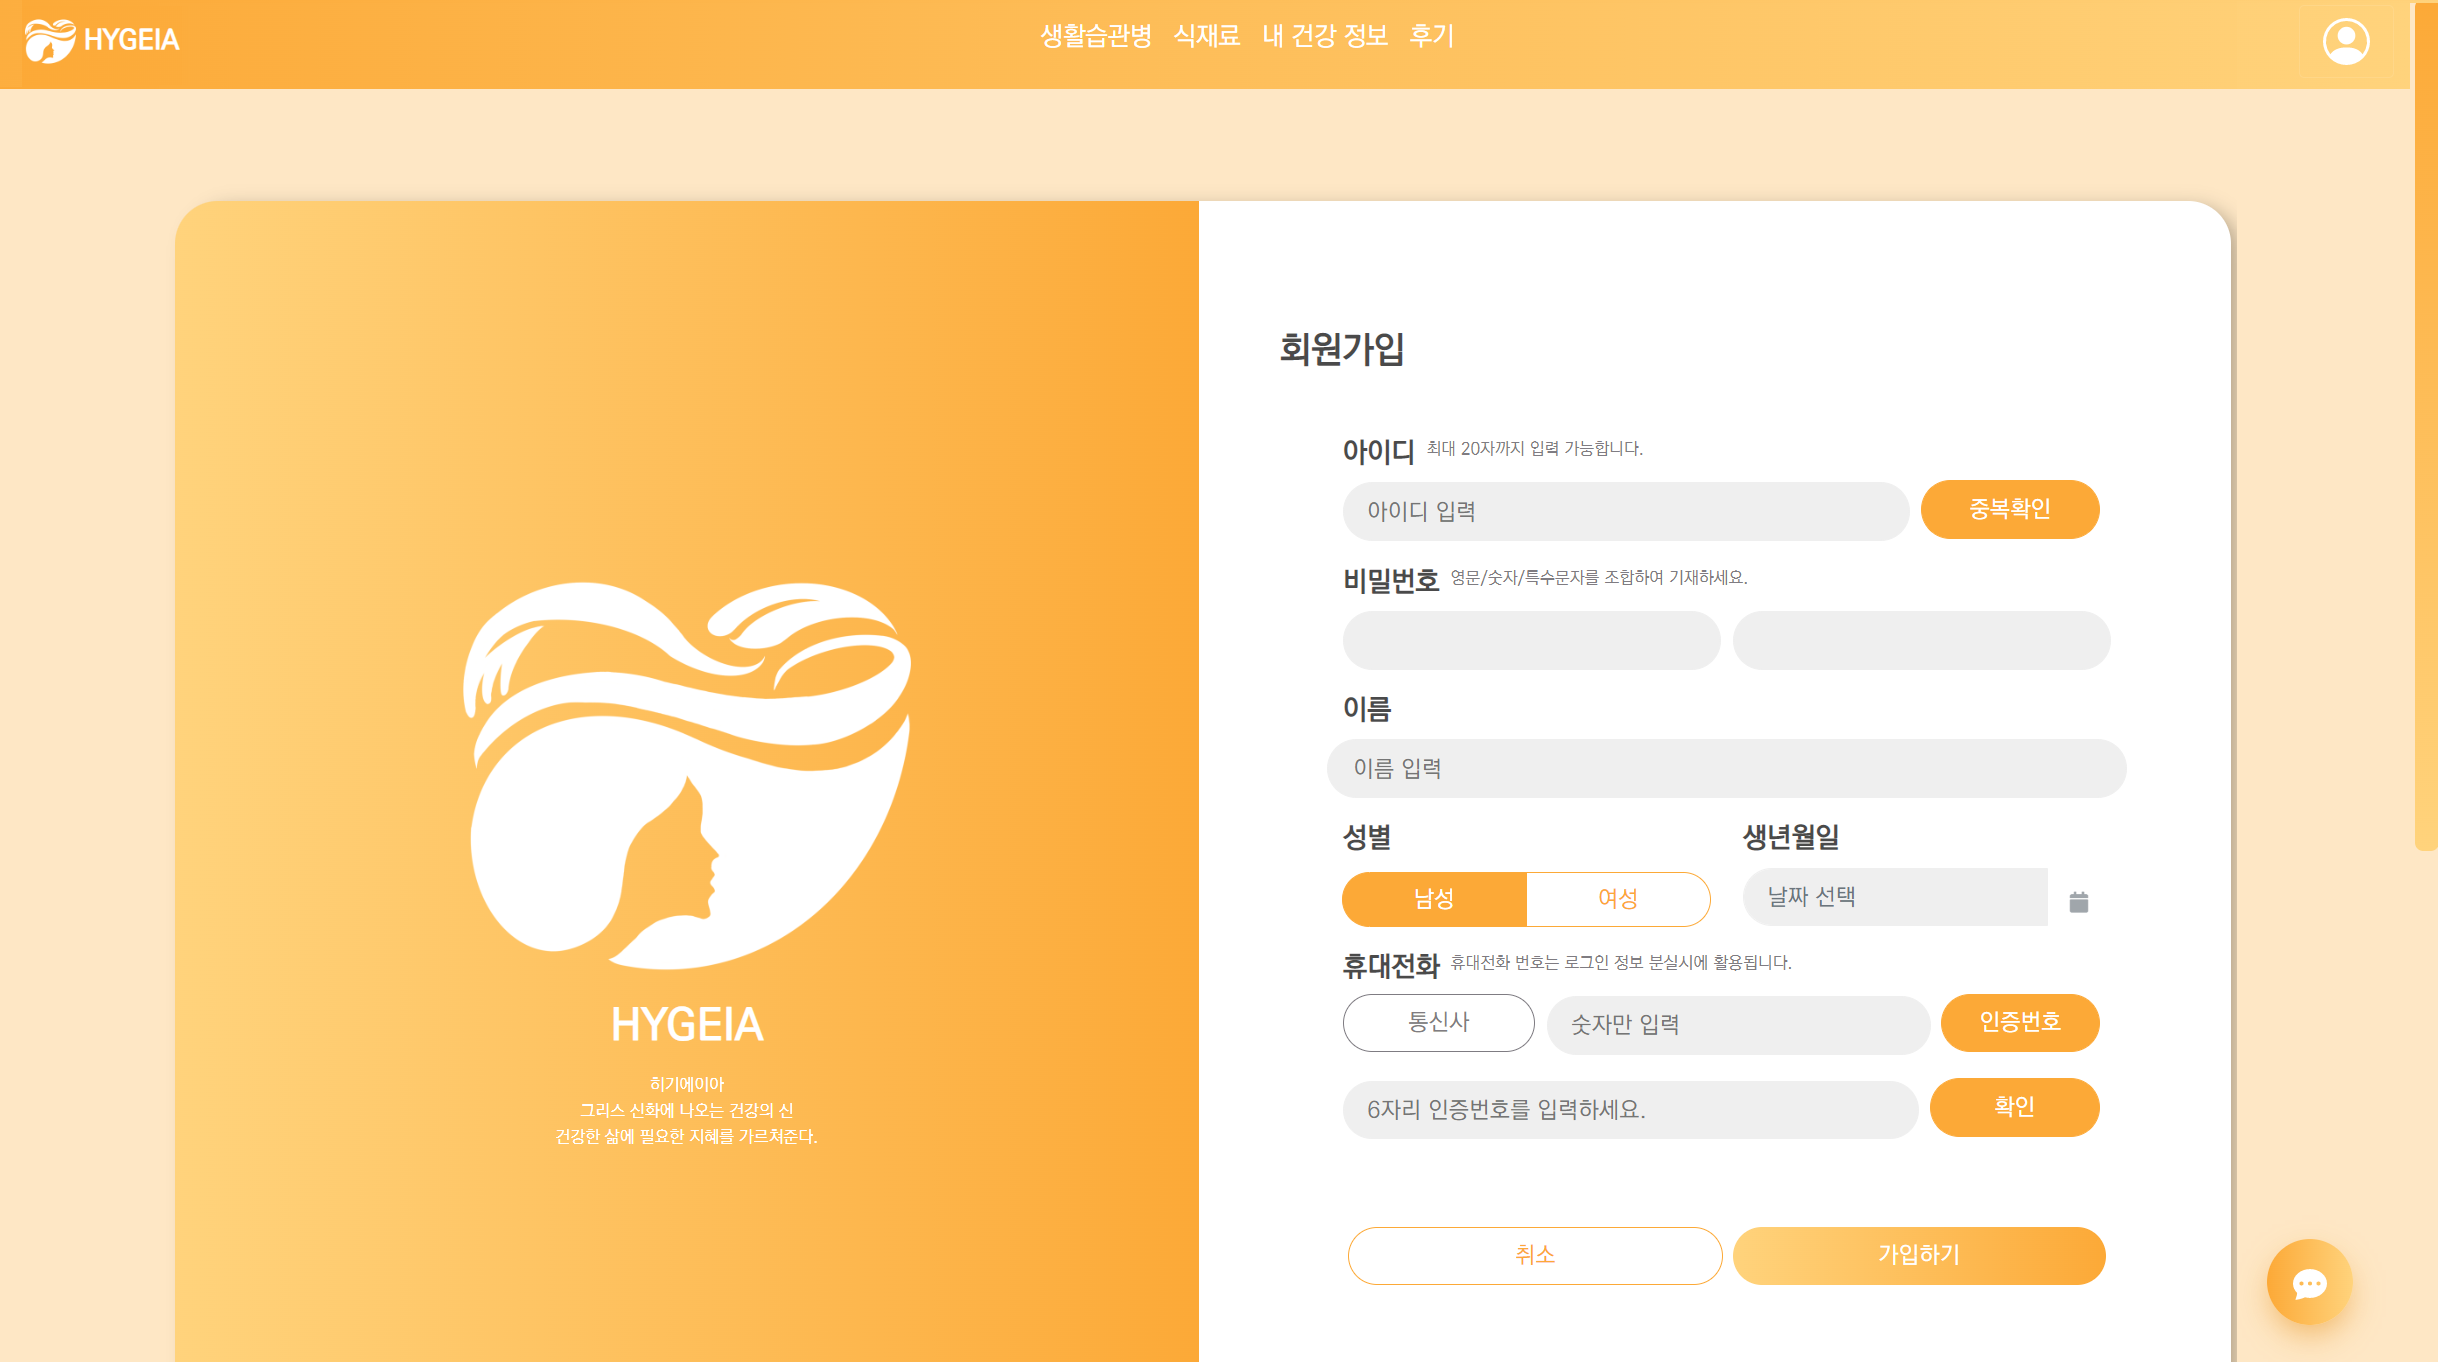 HYGEIA
생활습관병 식재료 내 건강 정보 후기
HYGEIA
히기에이아
그리스 신화에 나오는 건강의 신
건강한 삶에 필요한 지혜를 가르쳐준다.
회원가입
아이디 최대 20자까지 입력 가능합니다.
아이디 입력 중복확인
비밀번호 영문/숫자/특수문자를 조합하여 기재하세요.
이름
이름 입력
성별 생년월일
남성 여성 날짜 선택
휴대전화 휴대전화 번호는 로그인 정보 분실시에 활용됩니다.
통신사 숫자만 입력 인증번호
6자리 인증번호를 입력하세요. 확인
취소 가입하기